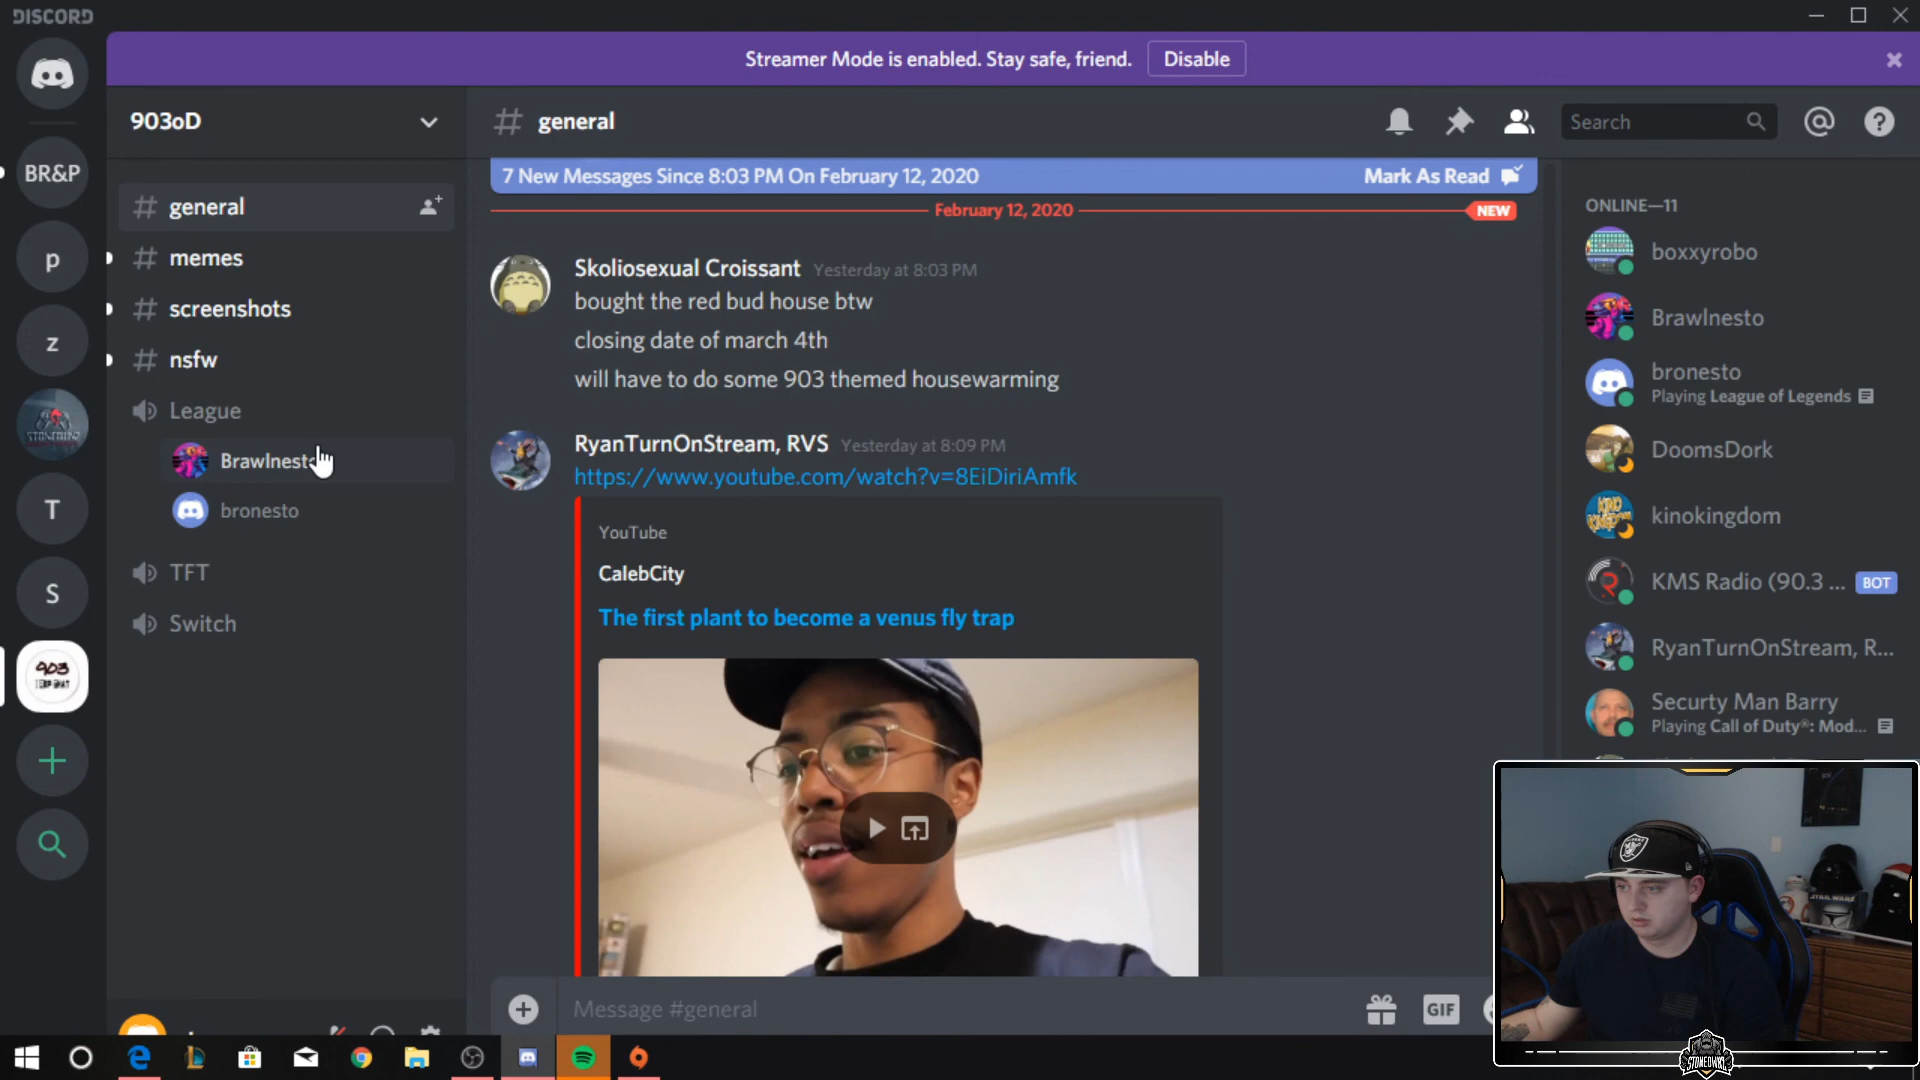 DISCORD
Streamer Mode is enabled. Stay safe, friend.
Disable
903oD
general
Search
BR&P
p
z
T
S
903
general
memes
screenshots
nsfw
League
BrawInest
bronesto
TFT
Switch
7 New Messages Since 8:03 PM On February 12, 2020
Mark As Read
February 12, 2020
NEW
Skoliosexual Croissant Yesterday at 8:03 PM
bought the red bud house btw
closing date of march 4th
will have to do some 903 themed housewarming
RyanTurnOnStream, RVS Yesterday at 8:09 PM
https://www.youtube.com/watch?v=8EiDiriAmfk
YouTube
CalebCity
The first plant to become a venus fly trap
Message #general
GIF
ONLINE—11
boxxyrobo
BrawInesto
bronesto
Playing League of Legends
DoomsDork
kinokingdom
KMS Radio (90.3 ... BOT
RyanTurnOnStream, R...
Securty Man Barry
Playing Call of Duty®: Mod...
STAR WARS